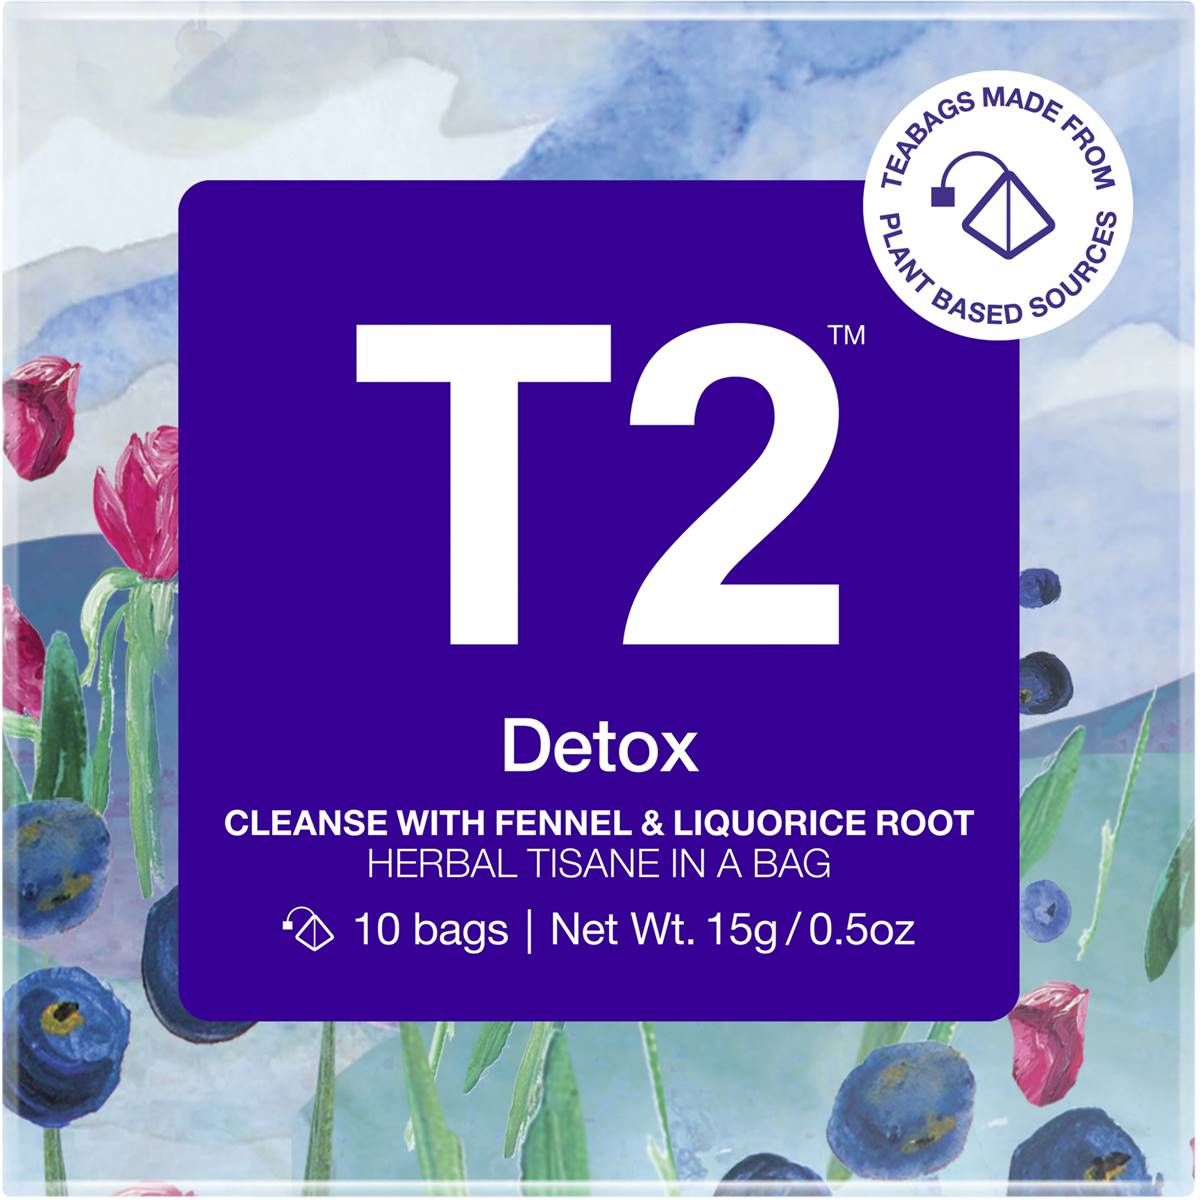 TEABAGS MADE FROM
PLANT BASED SOURCES
T2™
Detox
CLEANSE WITH FENNEL & LIQUORICE ROOT
HERBAL TISANE IN A BAG
10 bags | Net Wt. 15g / 0.5oz